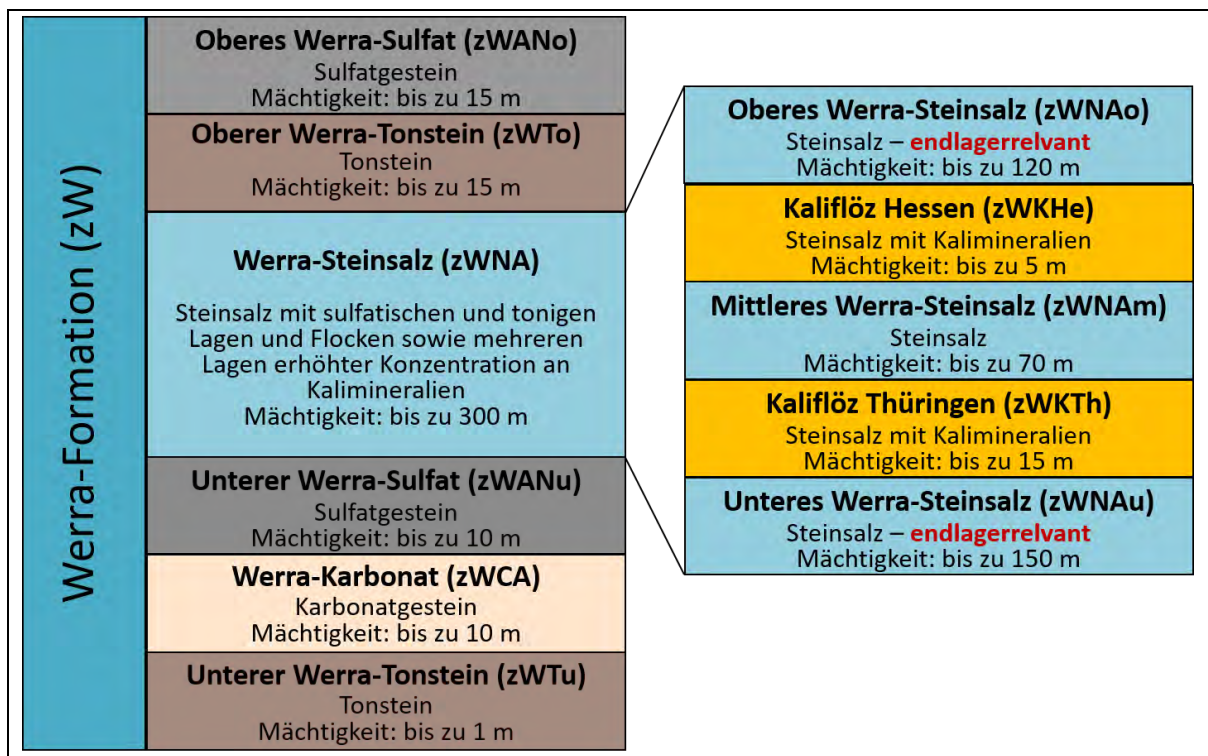 Werra-Formation (zW)
Oberes Werra-Sulfat (zWANo)
Sulfatgestein
Mächtigkeit: bis zu 15 m
Oberer Werra-Tonstein (zWTo)
Tonstein
Mächtigkeit: bis zu 15 m
Werra-Steinsalz (zWNA)
Steinsalz mit sulfatischen und tonigen
Lagen und Flocken sowie mehreren
Lagen erhöhter Konzentration an
Kalimineralien
Mächtigkeit: bis zu 300 m
Unterer Werra-Sulfat (zWANu)
Sulfatgestein
Mächtigkeit: bis zu 10 m
Werra-Karbonat (zWCA)
Karbonatgestein
Mächtigkeit: bis zu 10 m
Unterer Werra-Tonstein (zWTu)
Tonstein
Mächtigkeit: bis zu 1 m
Oberes Werra-Steinsalz (zWNAo)
Steinsalz – endlagerrelvant
Mächtigkeit: bis zu 120 m
Kaliflöz Hessen (zWKHe)
Steinsalz mit Kalimineralien
Mächtigkeit: bis zu 5 m
Mittleres Werra-Steinsalz (zWNAm)
Steinsalz
Mächtigkeit: bis zu 70 m
Kaliflöz Thüringen (zWKTh)
Steinsalz mit Kalimineralien
Mächtigkeit: bis zu 15 m
Unteres Werra-Steinsalz (zWNAu)
Steinsalz – endlagerrelvant
Mächtigkeit: bis zu 150 m